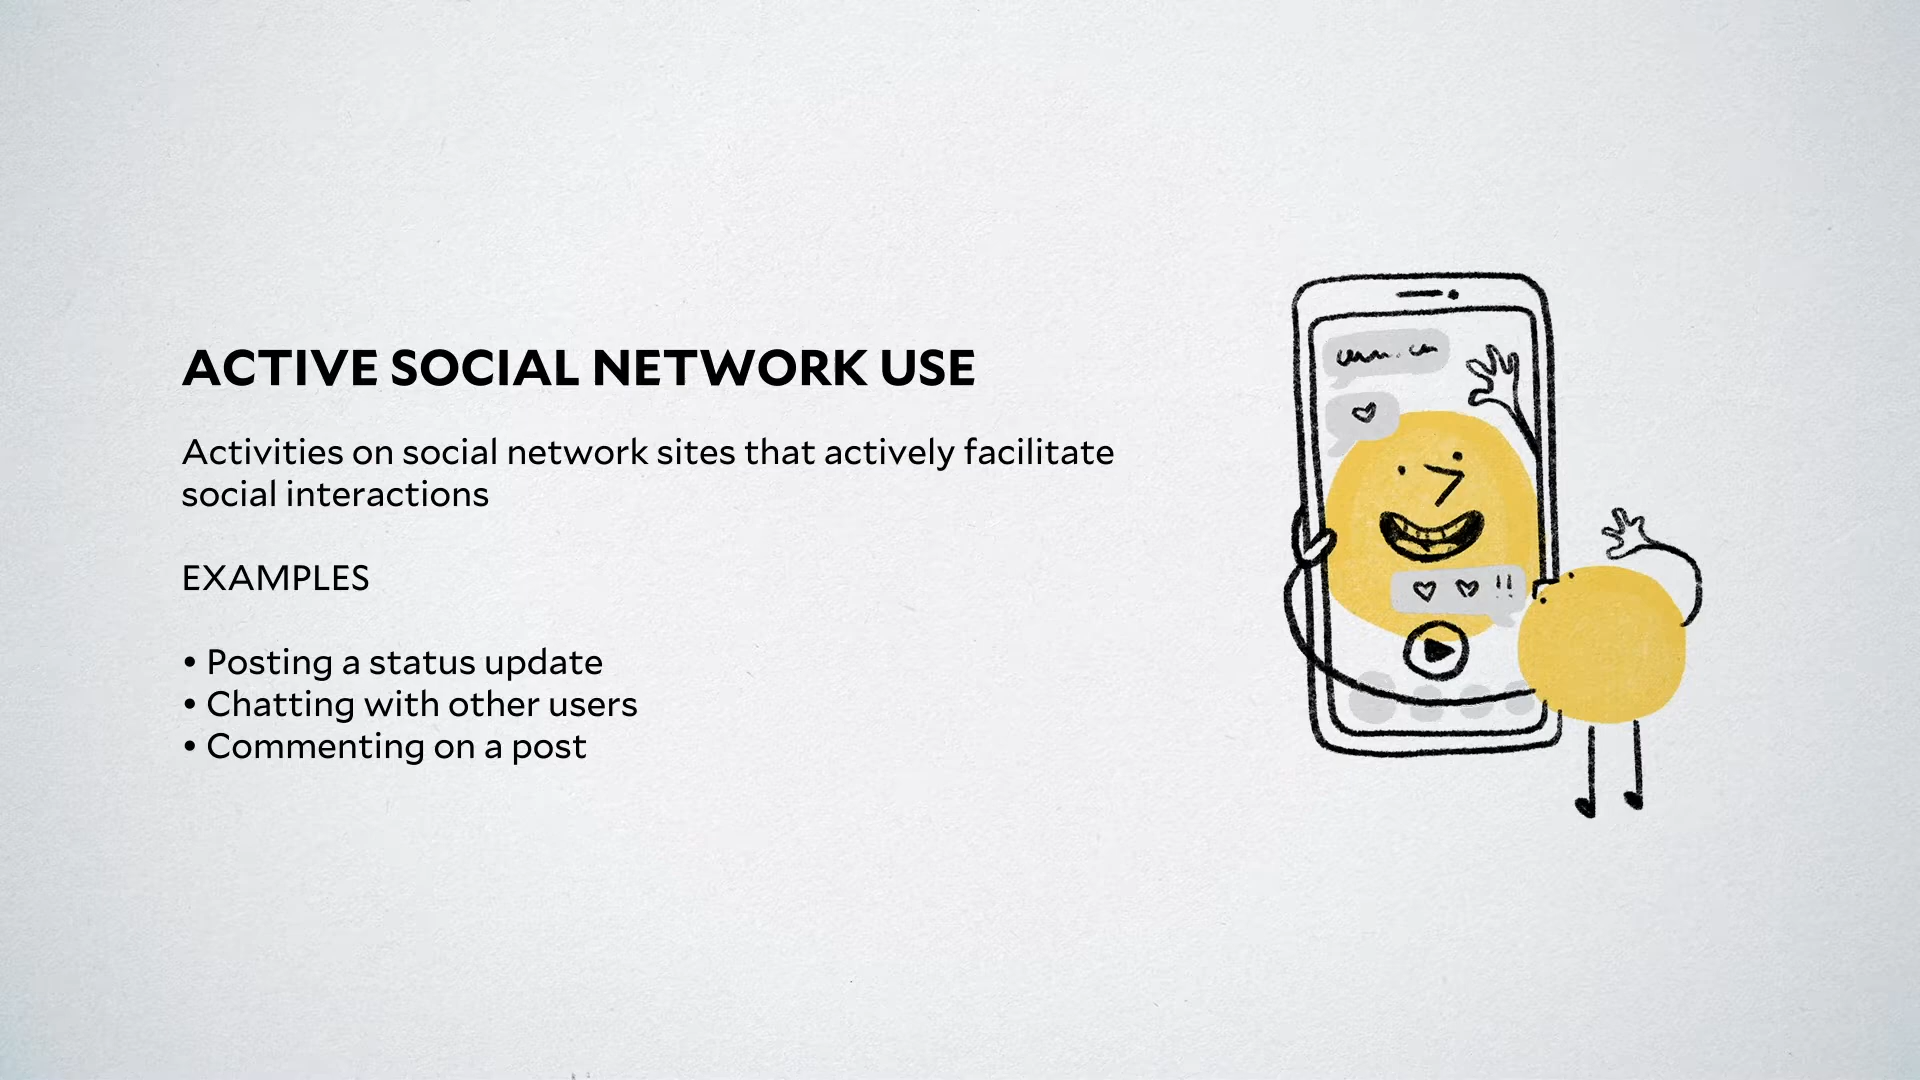 ACTIVE SOCIAL NETWORK USE
Activities on social network sites that actively facilitate
social interactions
EXAMPLES
• Posting a status update
• Chatting with other users
• Commenting on a post
!!